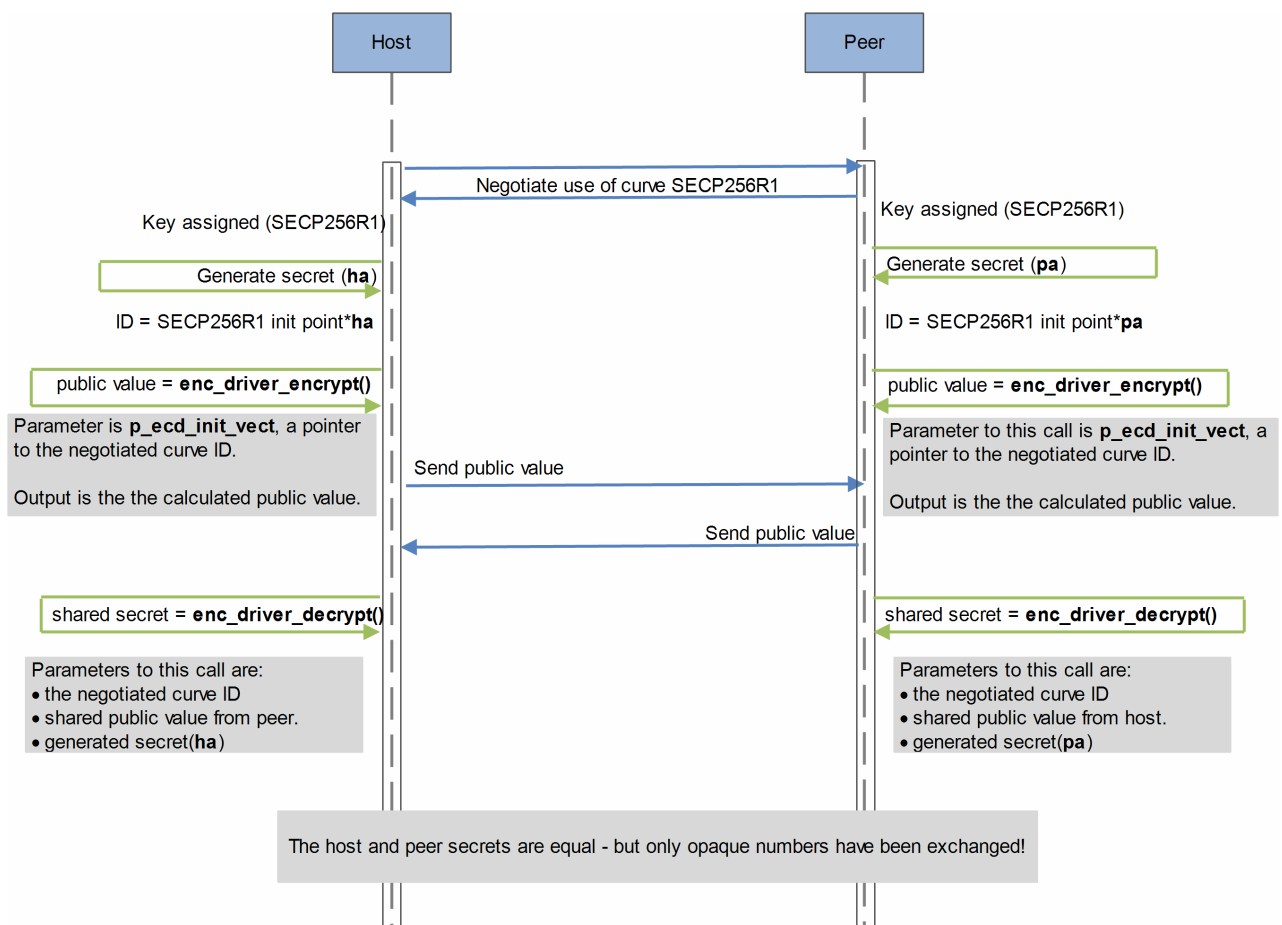 Host
Peer
Negotiate use of curve SECP256R1
Key assigned (SECP256R1)
Key assigned (SECP256R1)
Generate secret (ha)
Generate secret (pa)
ID = SECP256R1 init point*ha
ID = SECP256R1 init point*pa
public value = enc_driver_encrypt()
public value = enc_driver_encrypt()
Parameter is p_ecd_init_vect, a pointer
to the negotiated curve ID.
Output is the the calculated public value.
Parameter to this call is p_ecd_init_vect, a
pointer to the negotiated curve ID.
Output is the the calculated public value.
Send public value
Send public value
shared secret = enc_driver_decrypt()
shared secret = enc_driver_decrypt()
Parameters to this call are:
• the negotiated curve ID
• shared public value from peer.
• generated secret(ha)
Parameters to this call are:
• the negotiated curve ID
• shared public value from host.
• generated secret(pa)
The host and peer secrets are equal - but only opaque numbers have been exchanged!